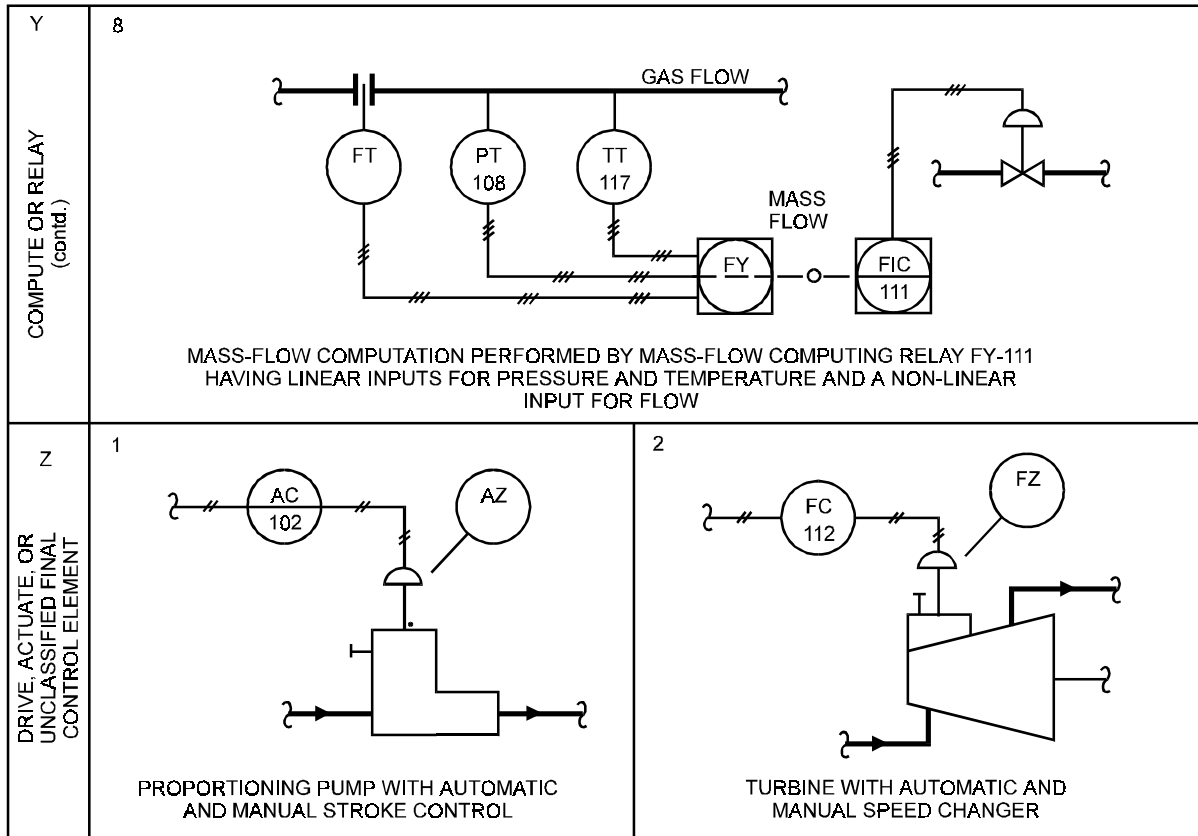 Y
COMPUTE OR RELAY
(contd.)
8
GAS FLOW
FT
PT
108
TT
117
MASS
FLOW
FY
FIC
111
MASS-FLOW COMPUTATION PERFORMED BY MASS-FLOW COMPUTING RELAY FY-111
HAVING LINEAR INPUTS FOR PRESSURE AND TEMPERATURE AND A NON-LINEAR
INPUT FOR FLOW
Z
DRIVE, ACTUATE, OR
UNCLASSIFIED FINAL
CONTROL ELEMENT
1
AC
102
AZ
PROPORTIONING PUMP WITH AUTOMATIC
AND MANUAL STROKE CONTROL
2
FC
112
FZ
TURBINE WITH AUTOMATIC AND
MANUAL SPEED CHANGER